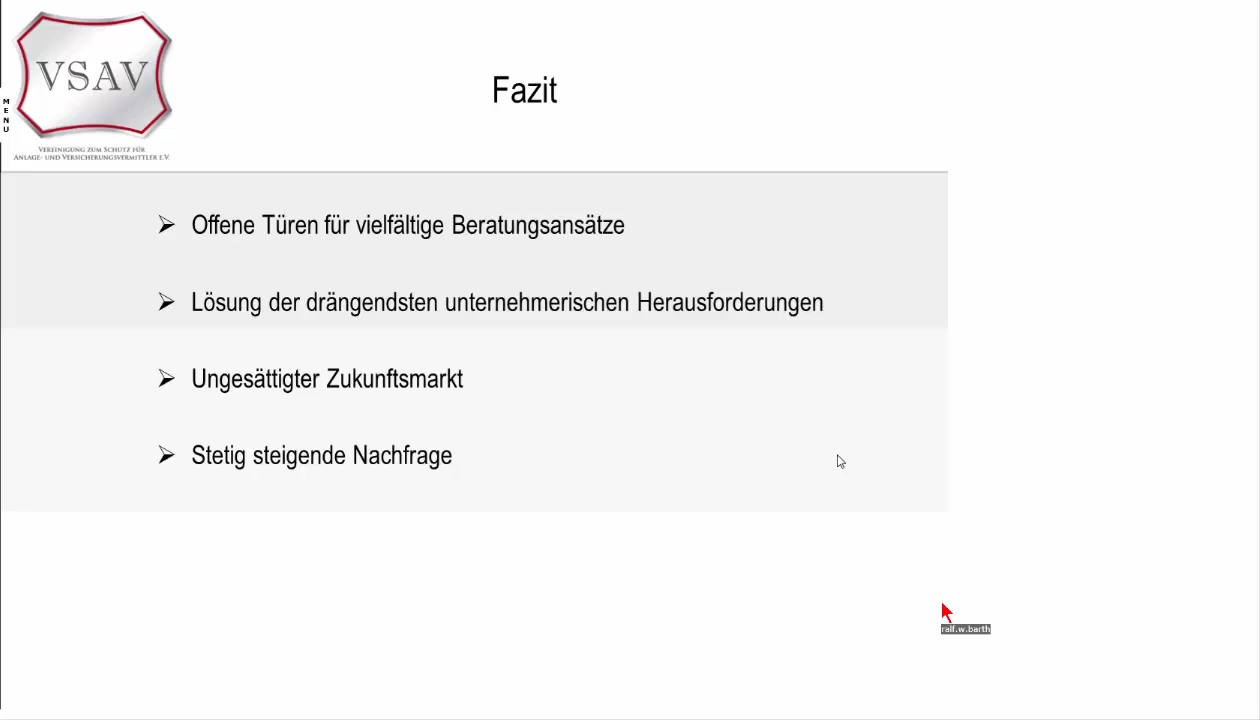 VSAV
VEREINIGUNG ZUM SCHUTZ FÜR
ANLAGE- UND VERSICHERUNGSVERMITTLER E.V.
MENU
Fazit
Offene Türen für vielfältige Beratungsansätze
Lösung der drängendsten unternehmerischen Herausforderungen
Ungesättigter Zukunftsmarkt
Stetig steigende Nachfrage
ralf.w.barth